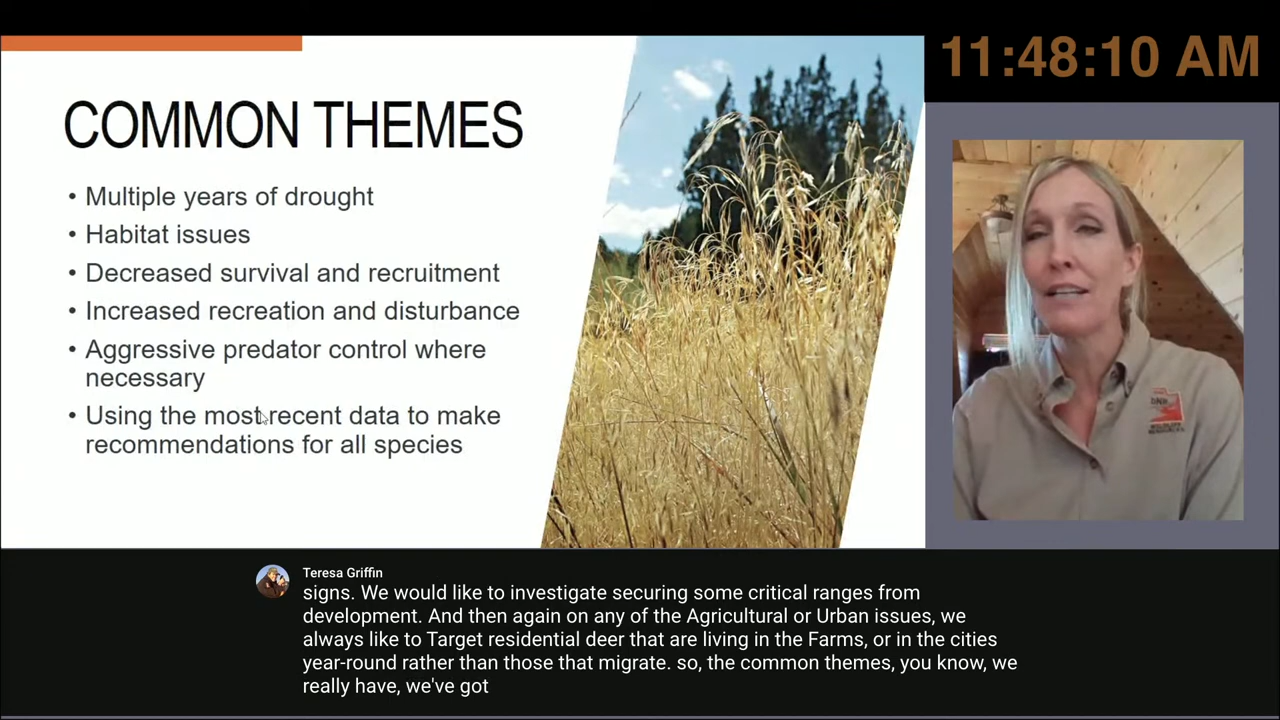 11:48:10 AM
COMMON THEMES
• Multiple years of drought
• Habitat issues
• Decreased survival and recruitment
• Increased recreation and disturbance
• Aggressive predator control where
necessary
• Using the most recent data to make
recommendations for all species
DNR
Teresa Griffin
signs. We would like to investigate securing some critical ranges from
development. And then again on any of the Agricultural or Urban issues, we
always like to Target residential deer that are living in the Farms, or in the cities
year-round rather than those that migrate. so, the common themes, you know, we
really have, we've got